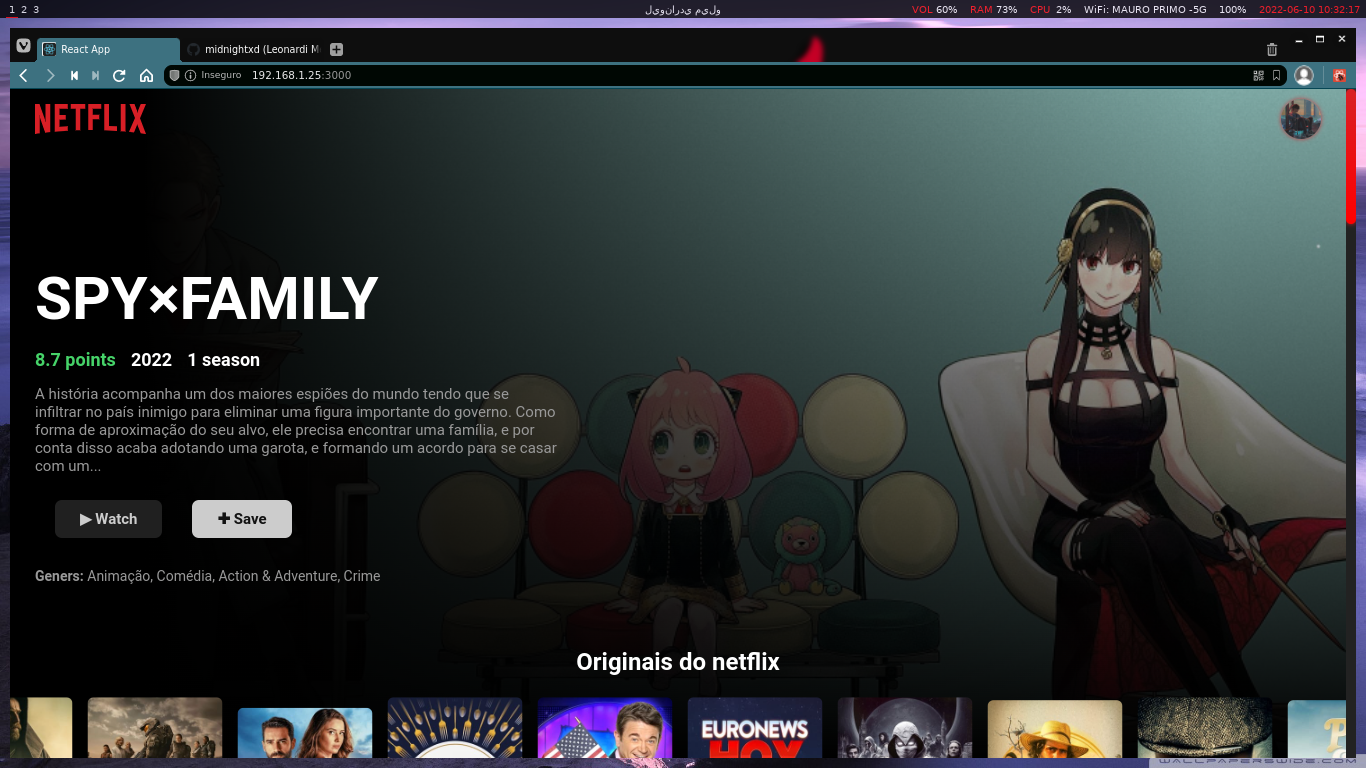 1 2 3
وليم يدراونيل
VOL 60% RAM 73% CPU 2% WiFi: MAURO PRIMO -5G 100% 2022-06-10 10:32:17
React App
midnightxd (Leonardi M
Inseguro 192.168.1.25:3000
NETFLIX
SPY×FAMILY
8.7 points 2022 1 season
A história acompanha um dos maiores espiões do mundo tendo que se
infiltrar no país inimigo para eliminar uma figura importante do governo. Como
forma de aproximação do seu alvo, ele precisa encontrar uma família, e por
conta disso acaba adotando uma garota, e formando um acordo para se casar
com um...
▶ Watch
✚ Save
Geners: Animação, Comédia, Action & Adventure, Crime
Originais do netflix
EURONEWS
HOY
WALLPAPERSWIDE.COM